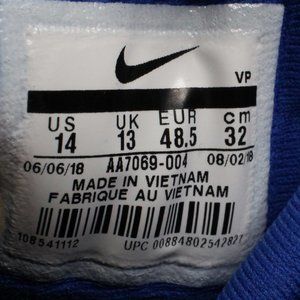 VP
US UK EUR cm
14 13 48.5 32
06/06/18 AA7069-004 08/02/18
MADE IN VIETNAM
FABRIQUE AU VIETNAM
108541112
UPC 00884802542827